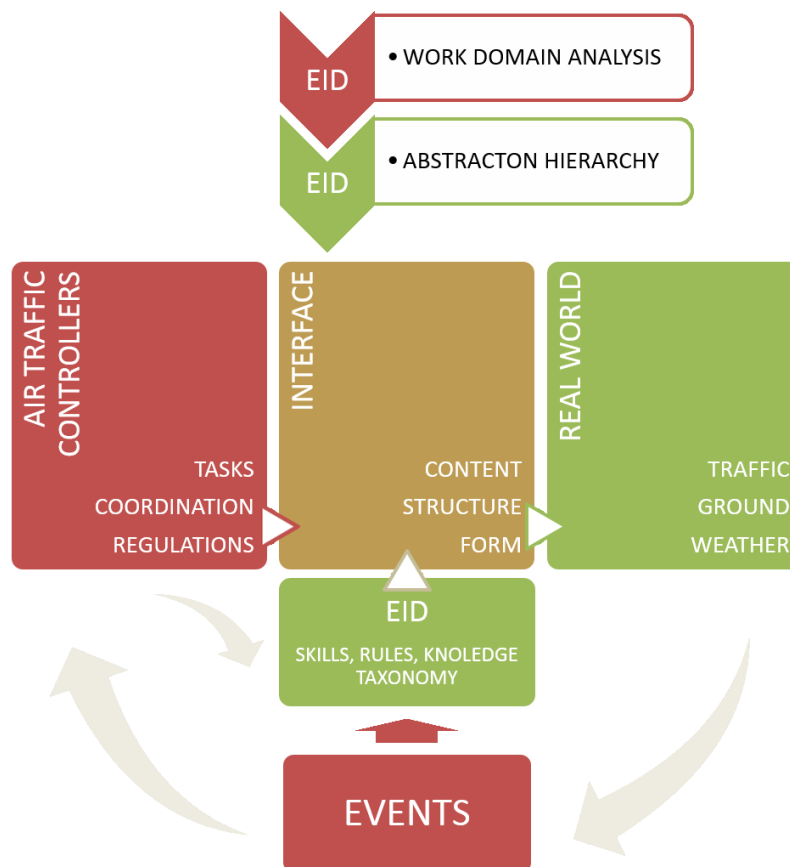 EID
• WORK DOMAIN ANALYSIS
EID
• ABSTRACTON HIERARCHY
AIR TRAFFIC
CONTROLLERS
TASKS
COORDINATION
REGULATIONS
INTERFACE
CONTENT
STRUCTURE
FORM
REAL WORLD
TRAFFIC
GROUND
WEATHER
EID
SKILLS, RULES, KNOLEDGE
TAXONOMY
EVENTS